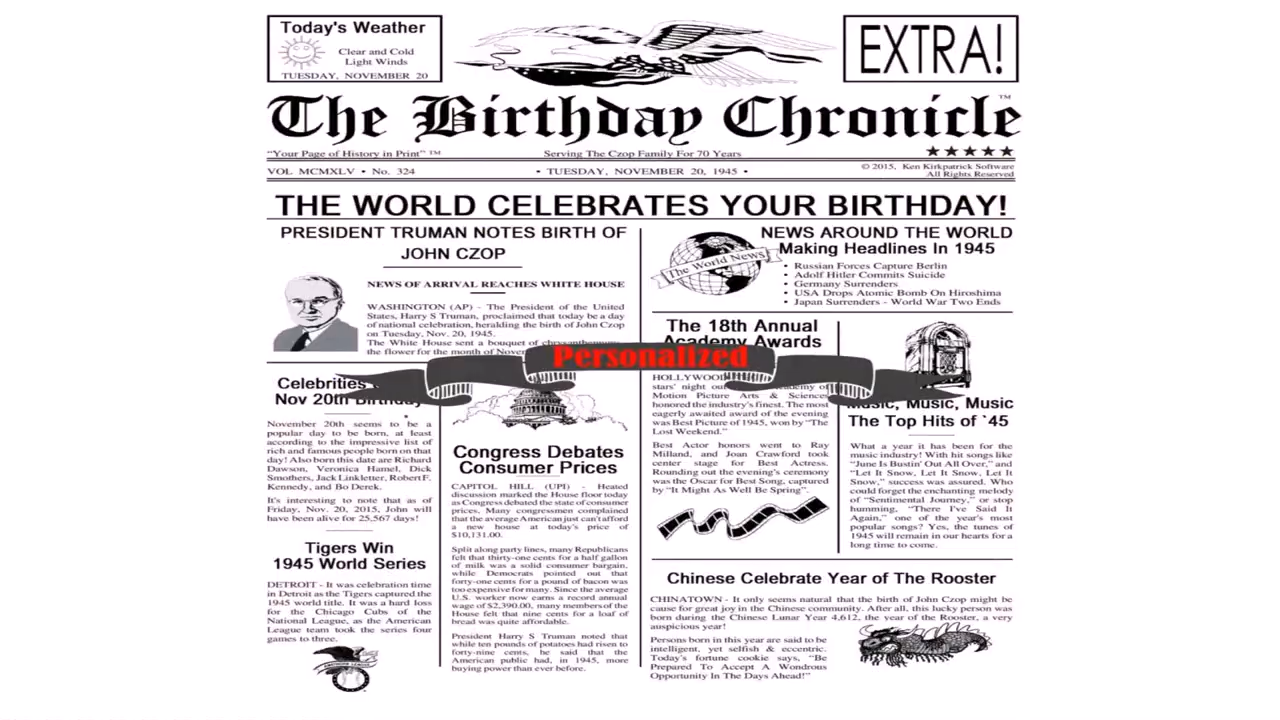 Today's Weather
Clear and Cold
Light Winds
TUESDAY, NOVEMBER 20
EXTRA!
The Birthday Chronicle™
"Your Page of History in Print" ™
Serving The Czop Family For 70 Years
★★★★★
VOL MCMXLV • No. 324
• TUESDAY, NOVEMBER 20, 1945 •
© 2015, Ken Kirkpatrick Software
All Rights Reserved
THE WORLD CELEBRATES YOUR BIRTHDAY!
PRESIDENT TRUMAN NOTES BIRTH OF
JOHN CZOP
NEWS OF ARRIVAL REACHES WHITE HOUSE
WASHINGTON (AP) - The President of the United
States, Harry S Truman, proclaimed that today be a day
of national celebration, heralding the birth of John Czop
on Tuesday, Nov. 20, 1945.
The White House sent a bouquet of
the flower for the month of
The World News
NEWS AROUND THE WORLD
Making Headlines In 1945
• Russian Forces Capture Berlin
• Adolf Hitler Commits Suicide
• Germany Surrenders
• USA Drops Atomic Bomb On Hiroshima
• Japan Surrenders - World War Two Ends
Personalized
Celebrities
Nov 20th Birthday
November 20th seems to be a
popular day to be born, at least
according to the impressive list of
rich and famous people born on that
day! Also born this date are Richard
Dawson, Veronica Hamel, Dick
Smothers, Jack Linkletter, Robert F.
Kennedy, and Bo Derek.
It's interesting to note that as of
Friday, Nov. 20, 2015, John will
have been alive for 25,567 days!
Tigers Win
1945 World Series
DETROIT - It was celebration time
in Detroit as the Tigers captured the
1945 world title. It was a hard loss
for the Chicago Cubs of the
National League, as the American
League team took the series four
games to three.
Congress Debates
Consumer Prices
CAPITOL HILL (UPI) - Heated
discussion marked the House floor today
as Congress debated the state of consumer
prices. Many congressmen complained
that the average American just can't afford
a new house at today's price of
$10,131.00.
Split along party lines, many Republicans
felt that thirty-one cents for a half gallon
of milk was a solid consumer bargain,
while Democrats pointed out that
forty-one cents for a pound of bacon was
too expensive for many. Since the average
U.S. worker now earns a record annual
wage of $2,390.00, many members of the
House felt that nine cents for a loaf of
bread was quite affordable.
President Harry S Truman noted that
while ten pounds of potatoes had risen to
forty-nine cents, he said that the
American public had, in 1945, more
buying power than ever before.
The 18th Annual
Academy Awards
HOLLYWOOD
stars' night
Motion Picture Arts & Sciences
honored the industry's finest. The most
eagerly awaited award of the evening
was Best Picture of 1945, won by "The
Lost Weekend."
Best Actor honors went to Ray
Milland, and Joan Crawford took
center stage for Best Actress.
Rounding out the evening's ceremony
was the Oscar for Best Song, captured
by "It Might As Well Be Spring".
Music, Music, Music
The Top Hits of `45
What a year it has been for the
music industry! With hit songs like
"June Is Bustin' Out All Over," and
"Let It Snow, Let It Snow, Let It
Snow," success was assured. Who
could forget the enchanting melody
of "Sentimental Journey," or stop
humming, "There I've Said It
Again," one of the year's most
popular songs? Yes, the tunes of
1945 will remain in our hearts for a
long time to come.
Chinese Celebrate Year of The Rooster
CHINATOWN - It only seems natural that the birth of John Czop might be
cause for great joy in the Chinese community. After all, this lucky person was
born during the Chinese Lunar Year 4,612, the year of the Rooster, a very
auspicious year!
Persons born in this year are said to be
intelligent, yet selfish & eccentric.
Today's fortune cookie says, "Be
Prepared To Accept A Wondrous
Opportunity In The Days Ahead!"